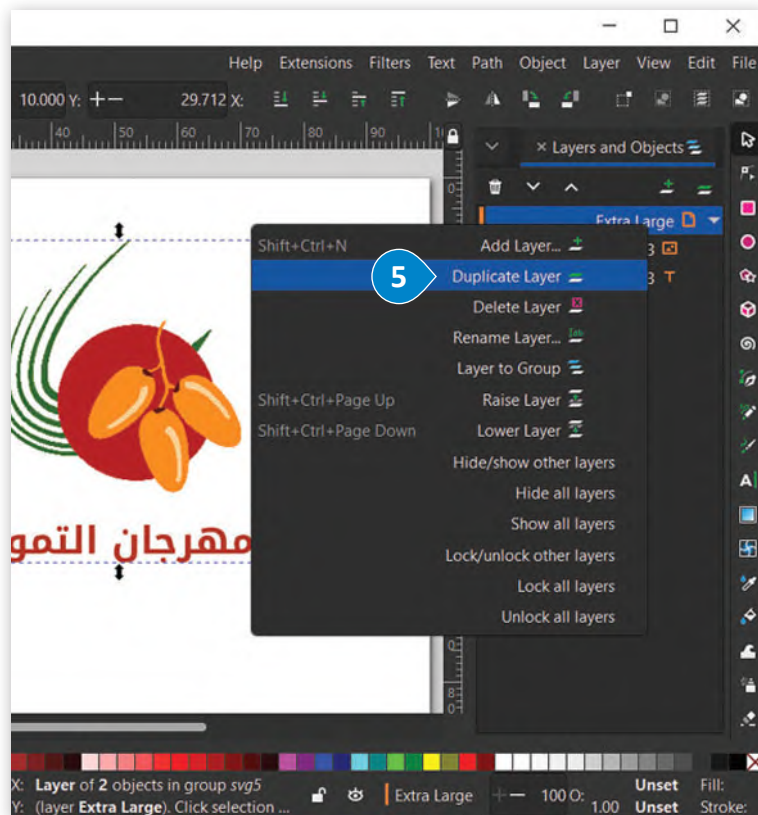 Help Extensions Filters Text Path Object Layer View Edit File
10.000 Y: 29.712 X:
40 50 60 70 80 90
× Layers and Objects
Extra Large
Shift+Ctrl+N Add Layer...
5 Duplicate Layer
Delete Layer
Rename Layer...
Layer to Group
Shift+Ctrl+Page Up Raise Layer
Shift+Ctrl+Page Down Lower Layer
Hide/show other layers
Hide all layers
Show all layers
Lock/unlock other layers
Lock all layers
Unlock all layers
مهرجان التمو
X: Layer of 2 objects in group svg5
Y: (layer Extra Large). Click selection ...
Extra Large
100 O: 1.00
Unset Fill:
Unset Stroke: